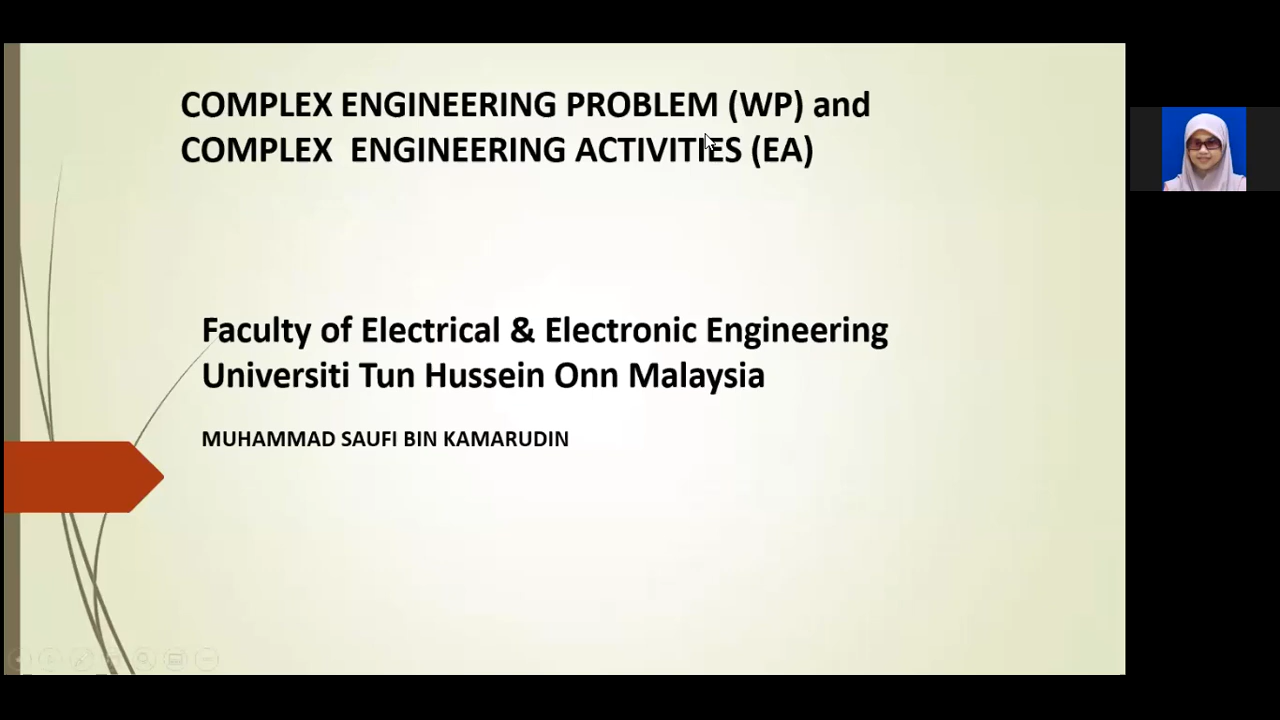 COMPLEX ENGINEERING PROBLEM (WP) and
COMPLEX ENGINEERING ACTIVITIES (EA)
Faculty of Electrical & Electronic Engineering
Universiti Tun Hussein Onn Malaysia
MUHAMMAD SAUFI BIN KAMARUDIN